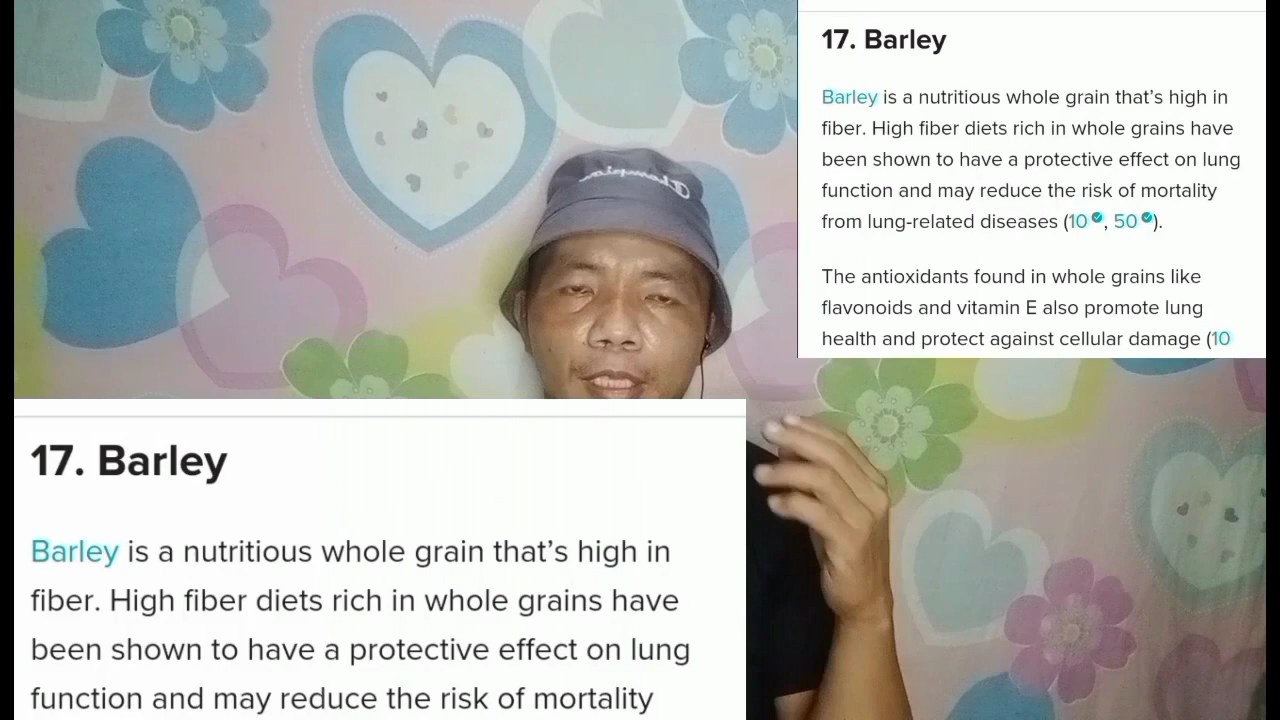 17. Barley
Barley is a nutritious whole grain that's high in
fiber. High fiber diets rich in whole grains have
been shown to have a protective effect on lung
function and may reduce the risk of mortality
from lung-related diseases (10, 50).
The antioxidants found in whole grains like
flavonoids and vitamin E also promote lung
health and protect against cellular damage (10
Champion
17. Barley
Barley is a nutritious whole grain that's high in
fiber. High fiber diets rich in whole grains have
been shown to have a protective effect on lung
function and may reduce the risk of mortality